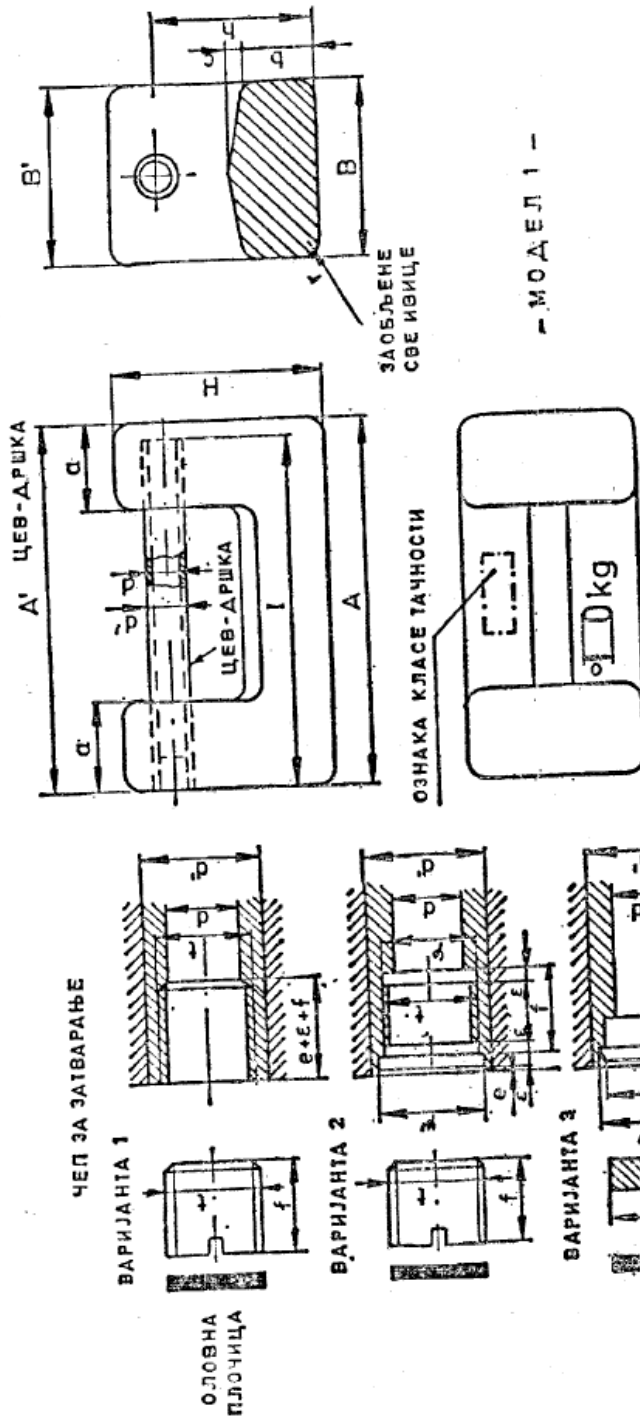 ЧЕП ЗА ЗАТВАРАЊЕ
ВАРИЈАНТА 1
t
f
ОЛОВНА
ПЛОЧИЦА
t
d
d'
e+ε+f
ВАРИЈАНТА 2
t
f
d
d'
e
ε
f
ВАРИЈАНТА 3
A'
ЦЕВ-ДРШКА
a
a
H
d'
d
ЦЕВ-ДРШКА
I
A
ОЗНАКА КЛАСЕ ТАЧНОСТИ
10kg
B'
h
c
b
B
r
ЗАОБЉЕНЕ
СВЕ ИВИЦЕ
- МОДЕЛ 1 -